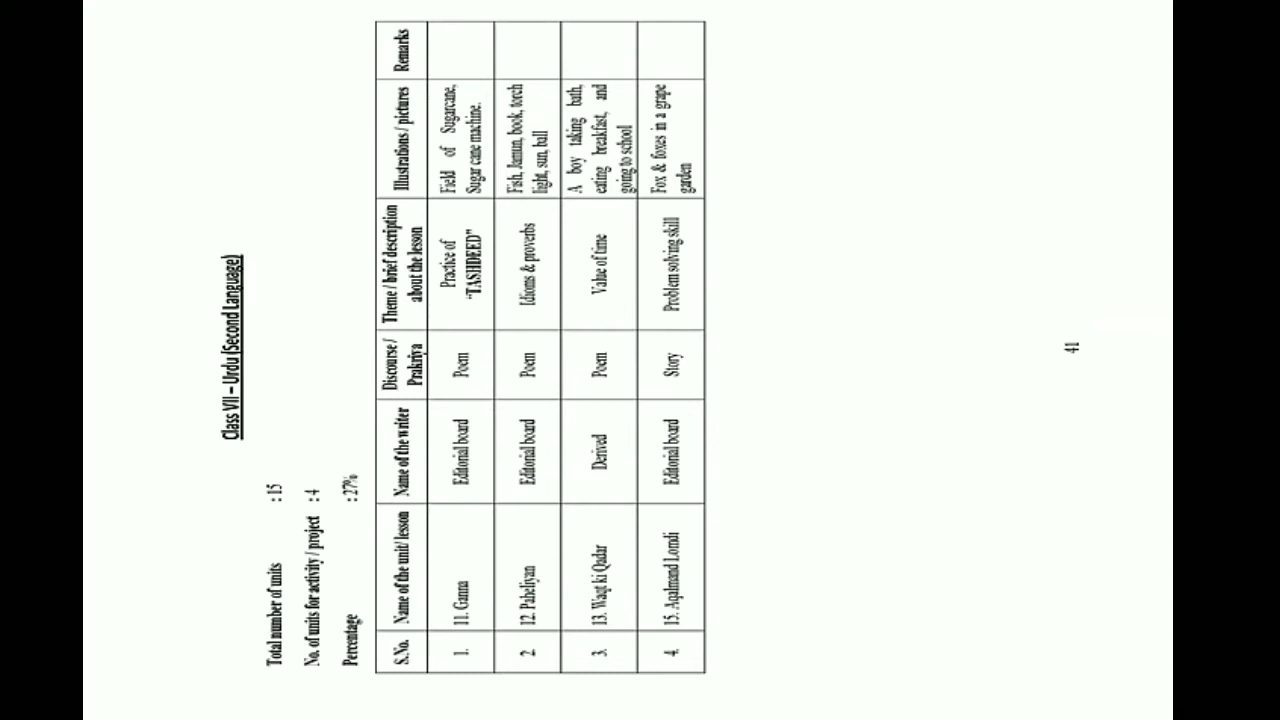 Class VII – Urdu (Second Language)
Total number of units : 15
No. of units for activity / project : 4
Percentage : 27%
S.No. Name of the unit/ lesson Name of the writer Discourse / Prakriya Theme / brief description about the lesson Illustrations / pictures Remarks
1. 11. Ganna Editorial board Poem Practice of "TASHDEED" Field of Sugarcane, Sugar cane machine.
2. 12. Paheliyan Editorial board Poem Idioms & proverbs Fish, Jamun, book, torch light, sun, ball
3. 13. Waqt ki Qadar Derived Poem Value of time A boy taking bath, eating breakfast, and going to school
4. 15. Aqalmand Lomdi Editorial board Story Problem solving skill Fox & foxes in a grape garden
41